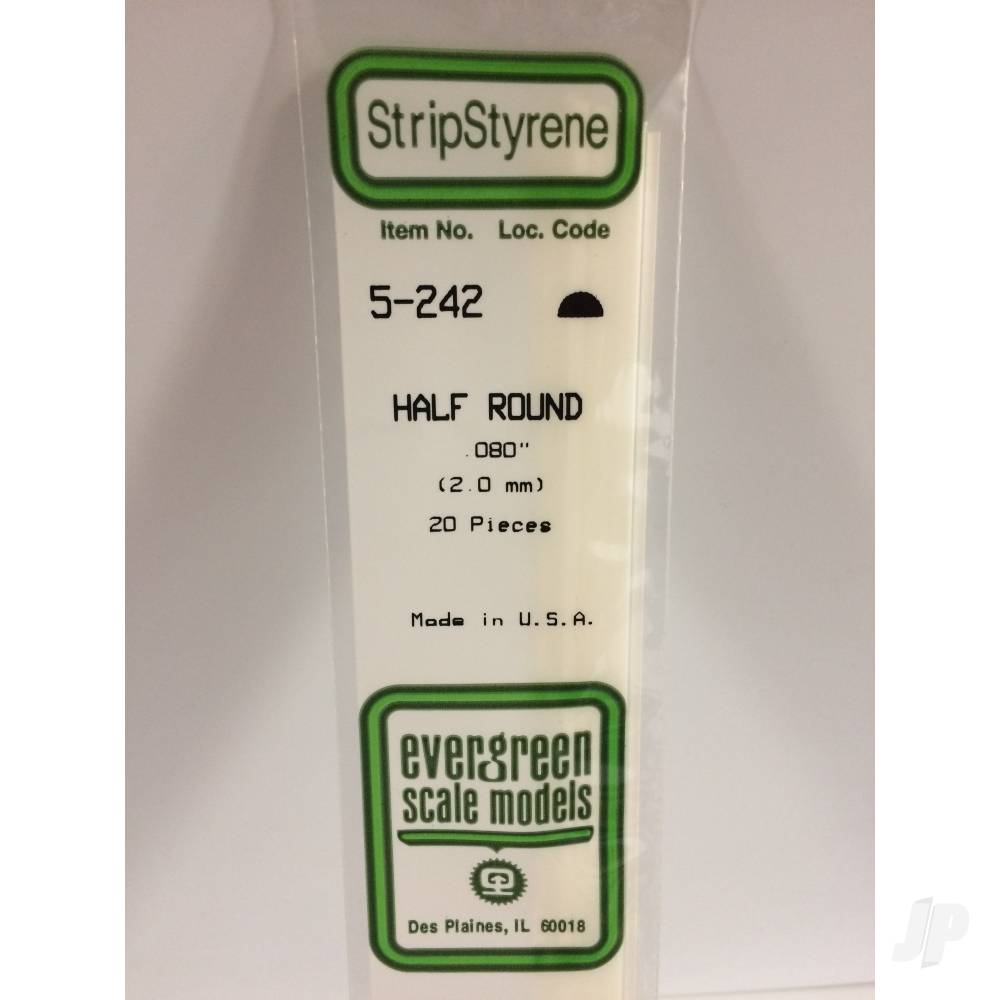 StripStyrene
Item No. Loc. Code
5-242
HALF ROUND
.080"
(2.0 mm)
20 Pieces
Made in U.S.A.
evergreen
scale models
Des Plaines, IL 60018
JP